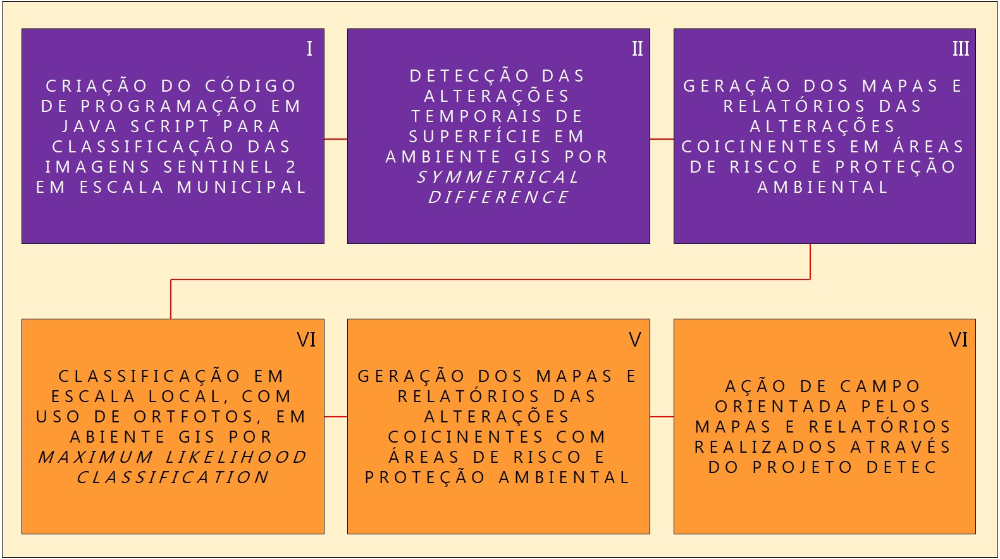 I
CRIAÇÃO DO CÓDIGO
DE PROGRAMAÇÃO EM
JAVA SCRIPT PARA
CLASSIFICAÇÃO DAS
IMAGENS SENTINEL 2
EM ESCALA MUNICIPAL
II
DETECÇÃO DAS
ALTERAÇÕES
TEMPORAIS DE
SUPERFÍCIE EM
AMBIENTE GIS POR
SYMMETRICAL
DIFFERENCE
III
GERAÇÃO DOS MAPAS E
RELATÓRIOS DAS
ALTERAÇÕES
COICINENTES EM ÁREAS
DE RISCO E PROTEÇÃO
AMBIENTAL
VI
CLASSIFICAÇÃO EM
ESCALA LOCAL, COM
USO DE ORTFOTOS, EM
ABIENTE GIS POR
MAXIMUM LIKELIHOOD
CLASSIFICATION
V
GERAÇÃO DOS MAPAS E
RELATÓRIOS DAS
ALTERAÇÕES
COICINENTES COM
ÁREAS DE RISCO E
PROTEÇÃO AMBIENTAL
VI
AÇÃO DE CAMPO
ORIENTADA PELOS
MAPAS E RELATÓRIOS
REALIZADOS ATRAVÉS
DO PROJETO DETEC